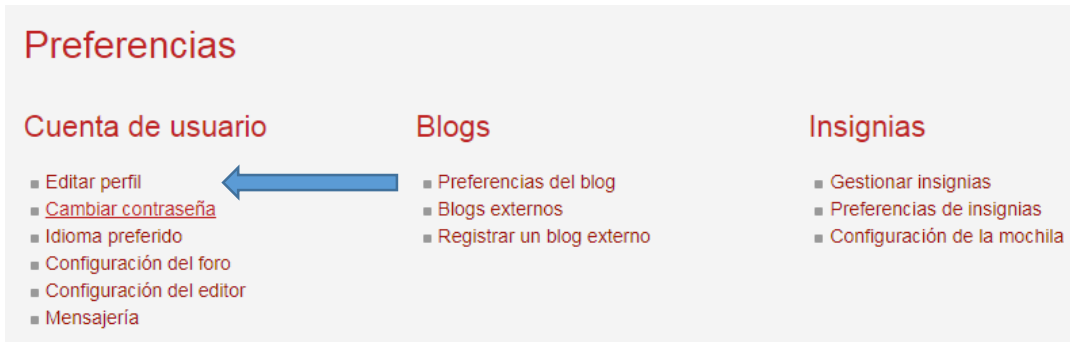 Preferencias
Cuenta de usuario
Editar perfil
Cambiar contraseña
Idioma preferido
Configuración del foro
Configuración del editor
Mensajería
Blogs
Preferencias del blog
Blogs externos
Registrar un blog externo
Insignias
Gestionar insignias
Preferencias de insignias
Configuración de la mochila